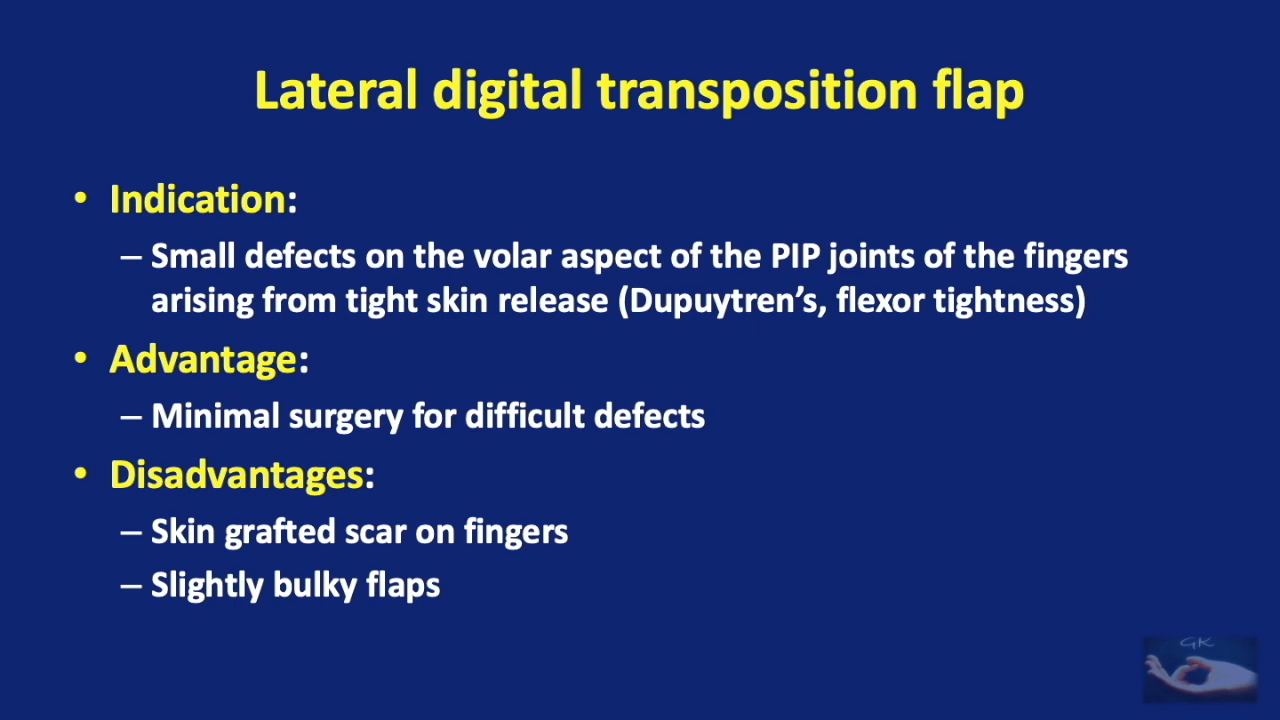 Lateral digital transposition flap
• Indication:
– Small defects on the volar aspect of the PIP joints of the fingers
arising from tight skin release (Dupuytren’s, flexor tightness)
• Advantage:
– Minimal surgery for difficult defects
• Disadvantages:
– Skin grafted scar on fingers
– Slightly bulky flaps
GK